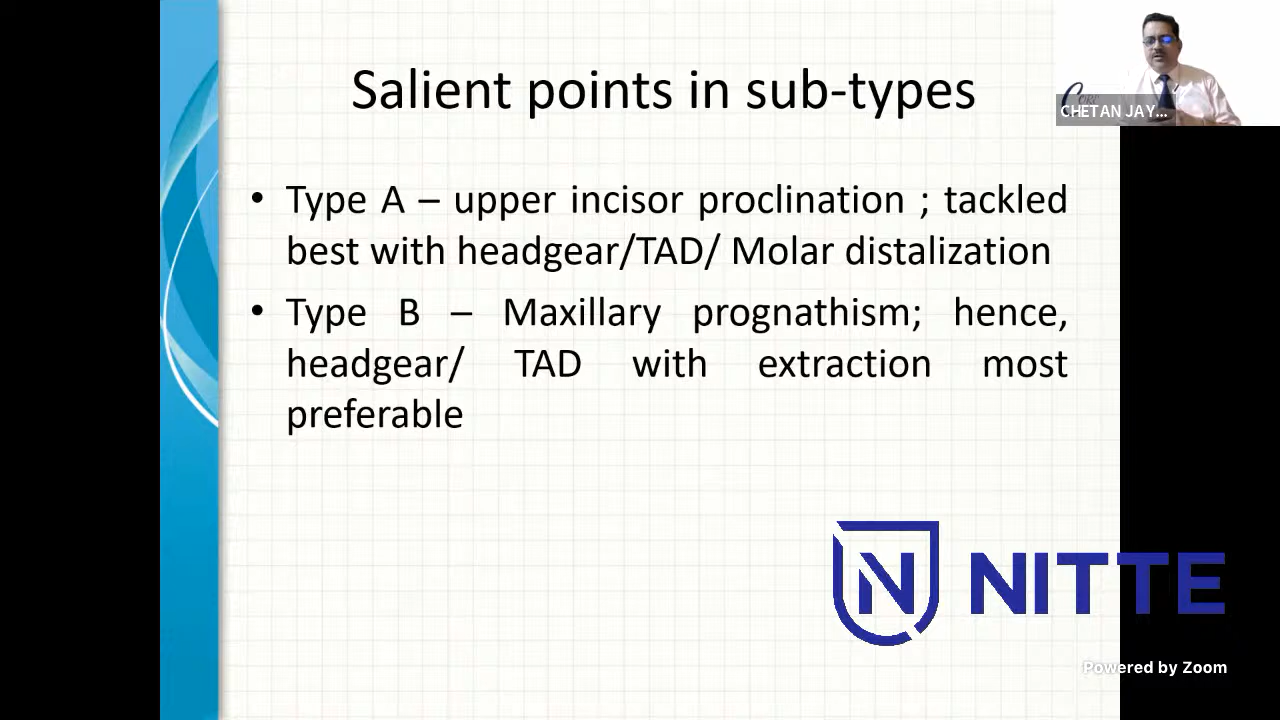 Salient points in sub-types
CHETAN JAY...
• Type A – upper incisor proclination ; tackled
best with headgear/TAD/ Molar distalization
• Type B – Maxillary prognathism; hence,
headgear/ TAD with extraction most
preferable
N NITTE
Powered by Zoom